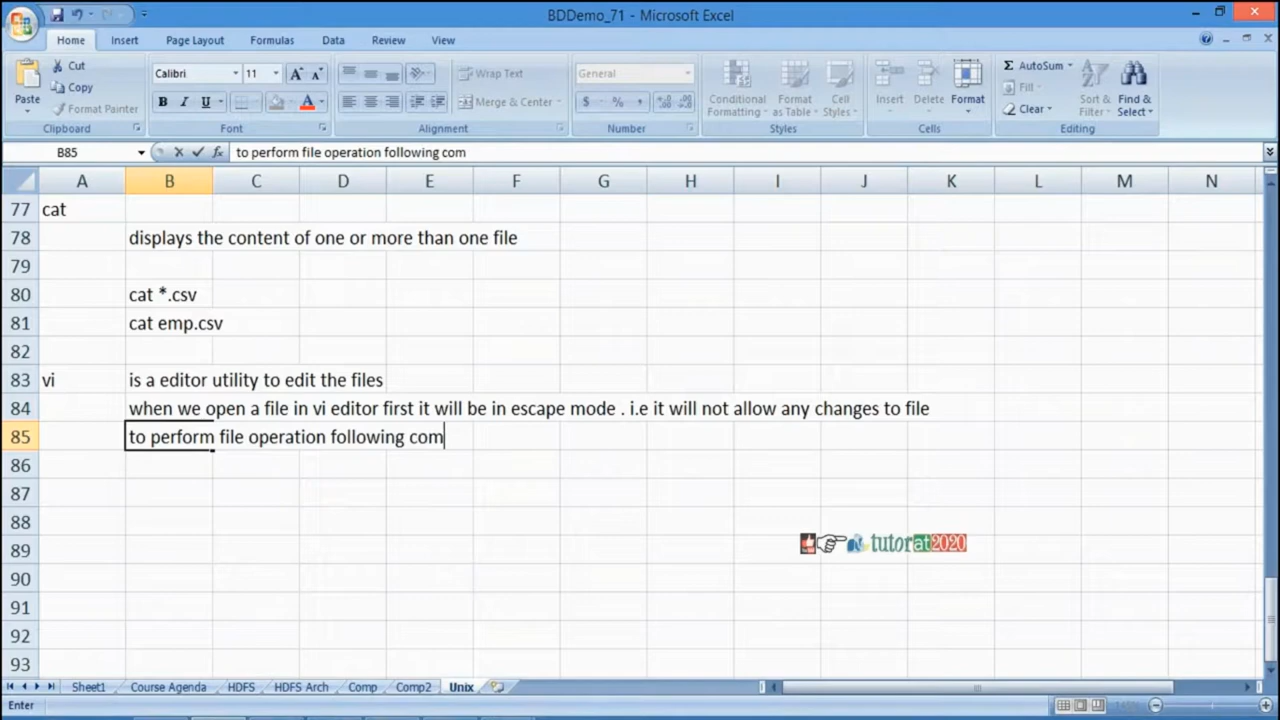 BDDemo_71 - Microsoft Excel
Home Insert Page Layout Formulas Data Review View
Paste Cut Copy Format Painter Clipboard
Calibri 11 B I U A Font
Wrap Text Merge & Center Alignment
General $ % , Number
Conditional Formatting Format as Table Cell Styles Styles
Insert Delete Format Cells
Σ AutoSum Fill Clear Sort & Filter Find & Select Editing
B85 fx to perform file operation following com
A B C D E F G H I J K L M N
77 cat
78 displays the content of one or more than one file
79
80 cat *.csv
81 cat emp.csv
82
83 vi is a editor utility to edit the files
84 when we open a file in vi editor first it will be in escape mode . i.e it will not allow any changes to file
85 to perform file operation following com
86
87
88
89 tutorat2020
90
91
92
93
Sheet1 Course Agenda HDFS HDFS Arch Comp Comp2 Unix
Enter